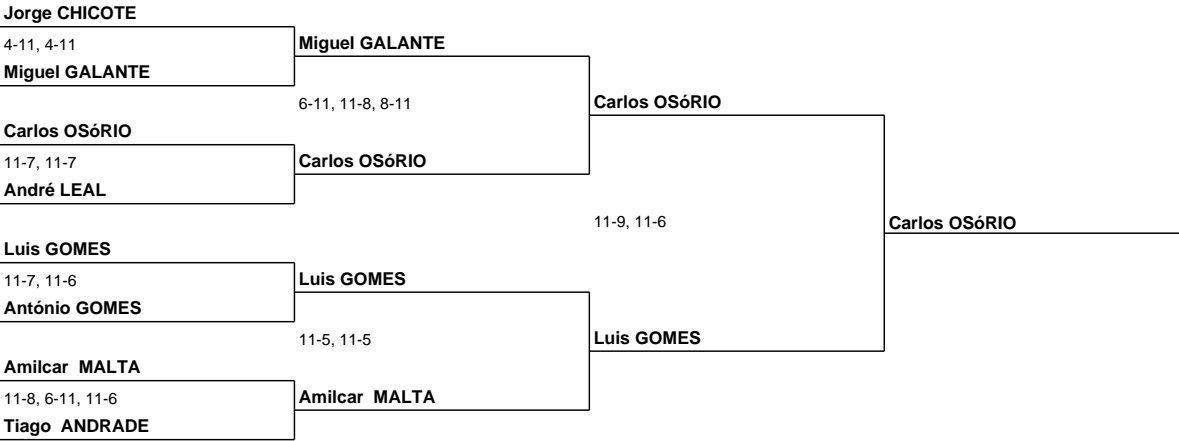 Jorge CHICOTE
4-11, 4-11
Miguel GALANTE
Miguel GALANTE
6-11, 11-8, 8-11
Carlos OSóRIO
Carlos OSóRIO
11-7, 11-7
Carlos OSóRIO
André LEAL
11-9, 11-6
Carlos OSóRIO
Luis GOMES
11-7, 11-6
Luis GOMES
António GOMES
11-5, 11-5
Luis GOMES
Amilcar  MALTA
11-8, 6-11, 11-6
Amilcar  MALTA
Tiago  ANDRADE